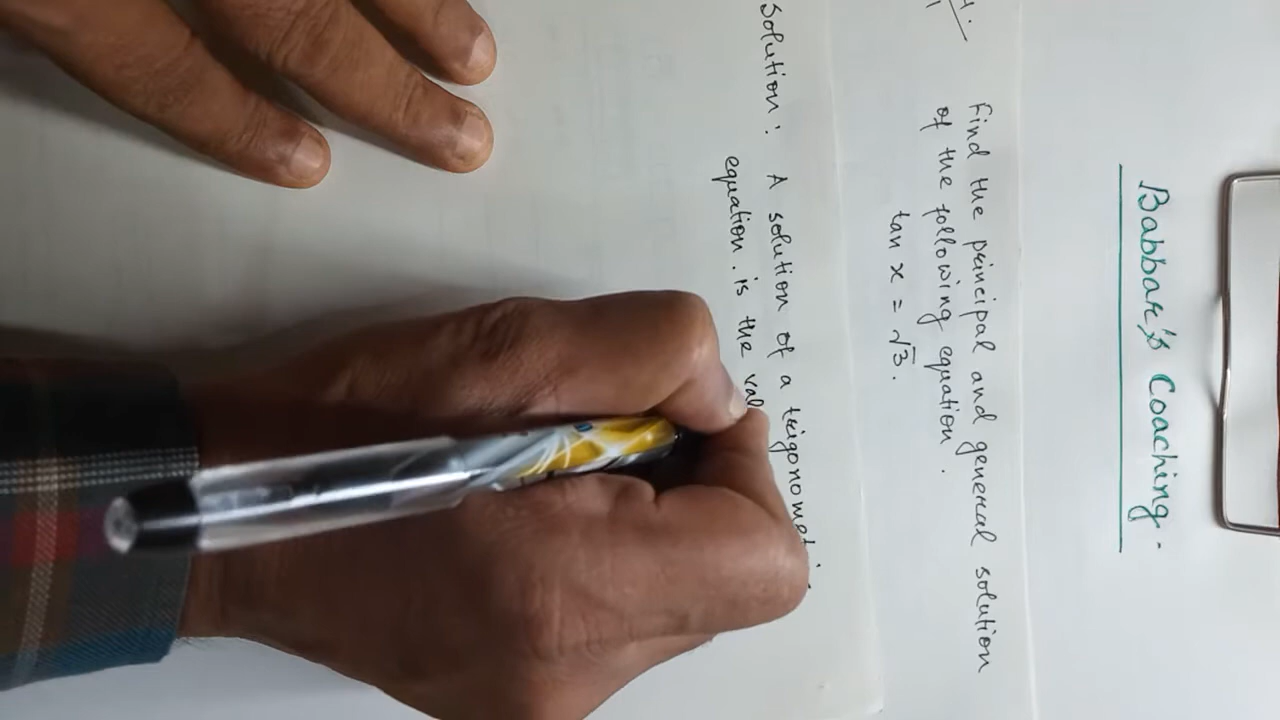 Babbar's Coaching.
Find the principal and general solution
of the following equation.
tan x = √3.
Solution: A solution of a
equation. is the